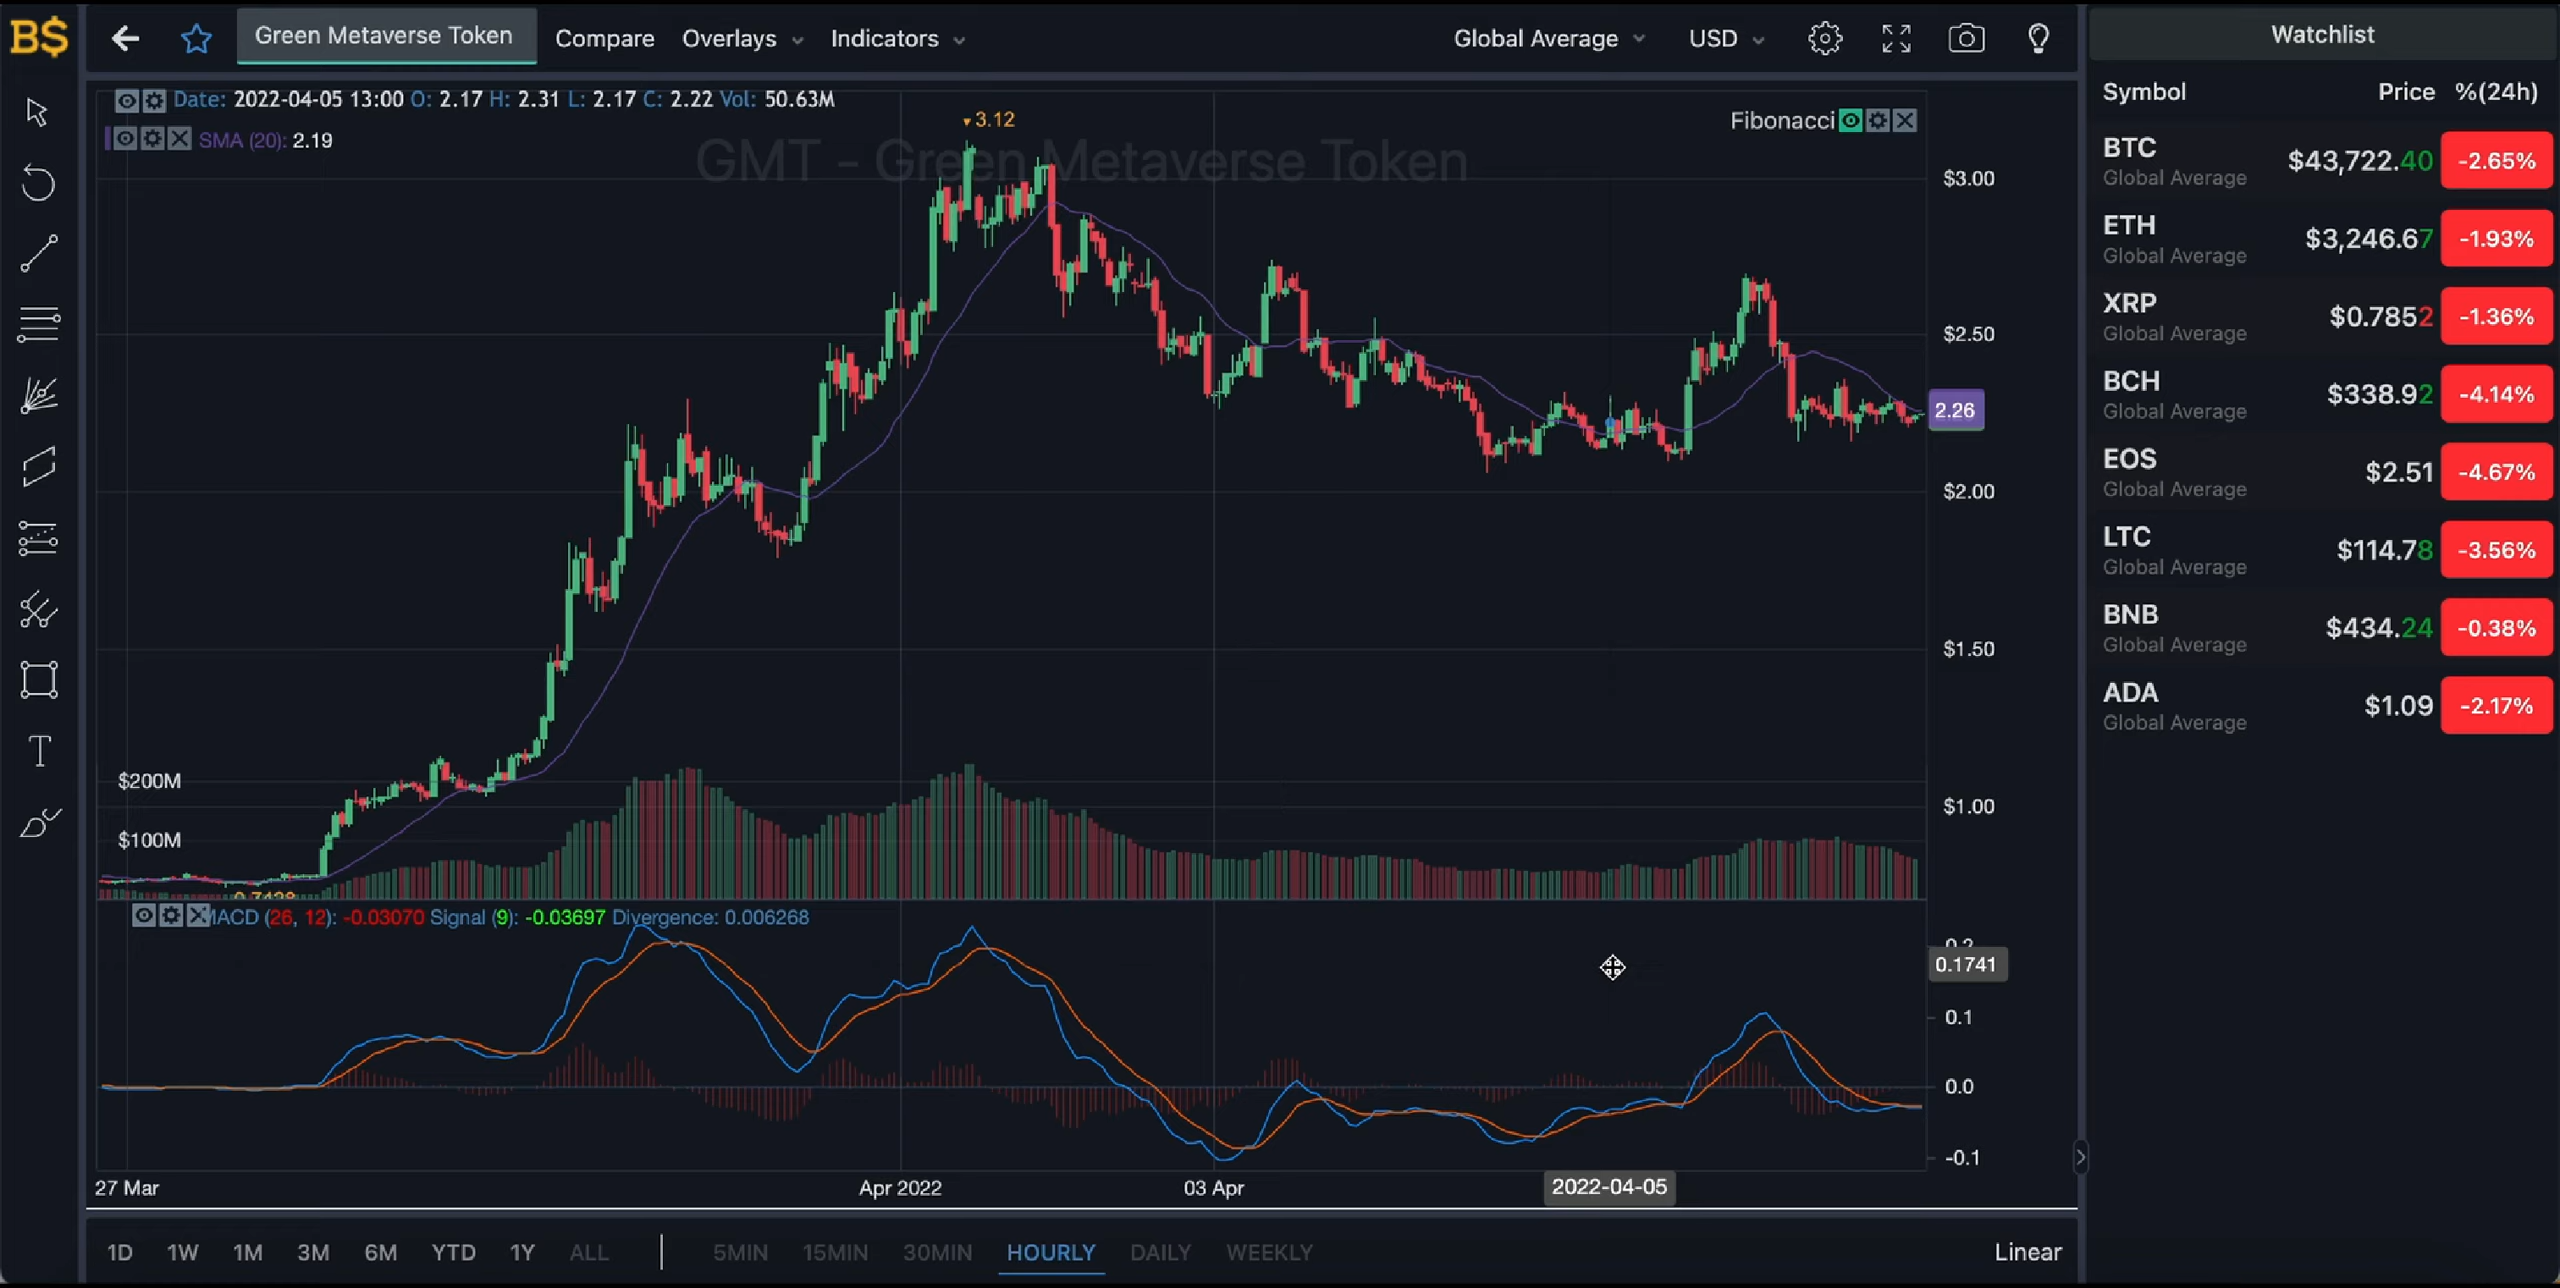 B$
Green Metaverse Token Compare Overlays Indicators Global Average USD
Watchlist
Symbol Price %(24h)
Date: 2022-04-05 13:00 O: 2.17 H: 2.31 L: 2.17 C: 2.22 Vol: 50.63M
SMA (20): 2.19
3.12
Fibonacci
GMT - Green Metaverse Token
$3.00
$2.50
2.26
$2.00
$1.50
$1.00
$200M
$100M
MACD (26, 12): -0.03070 Signal (9): -0.03697 Divergence: 0.006268
0.2
0.1741
0.1
0.0
-0.1
27 Mar Apr 2022 03 Apr 2022-04-05
1D 1W 1M 3M 6M YTD 1Y ALL 5MIN 15MIN 30MIN HOURLY DAILY WEEKLY Linear
BTC $43,722.40 -2.65%
Global Average
ETH $3,246.67 -1.93%
Global Average
XRP $0.7852 -1.36%
Global Average
BCH $338.92 -4.14%
Global Average
EOS $2.51 -4.67%
Global Average
LTC $114.78 -3.56%
Global Average
BNB $434.24 -0.38%
Global Average
ADA $1.09 -2.17%
Global Average